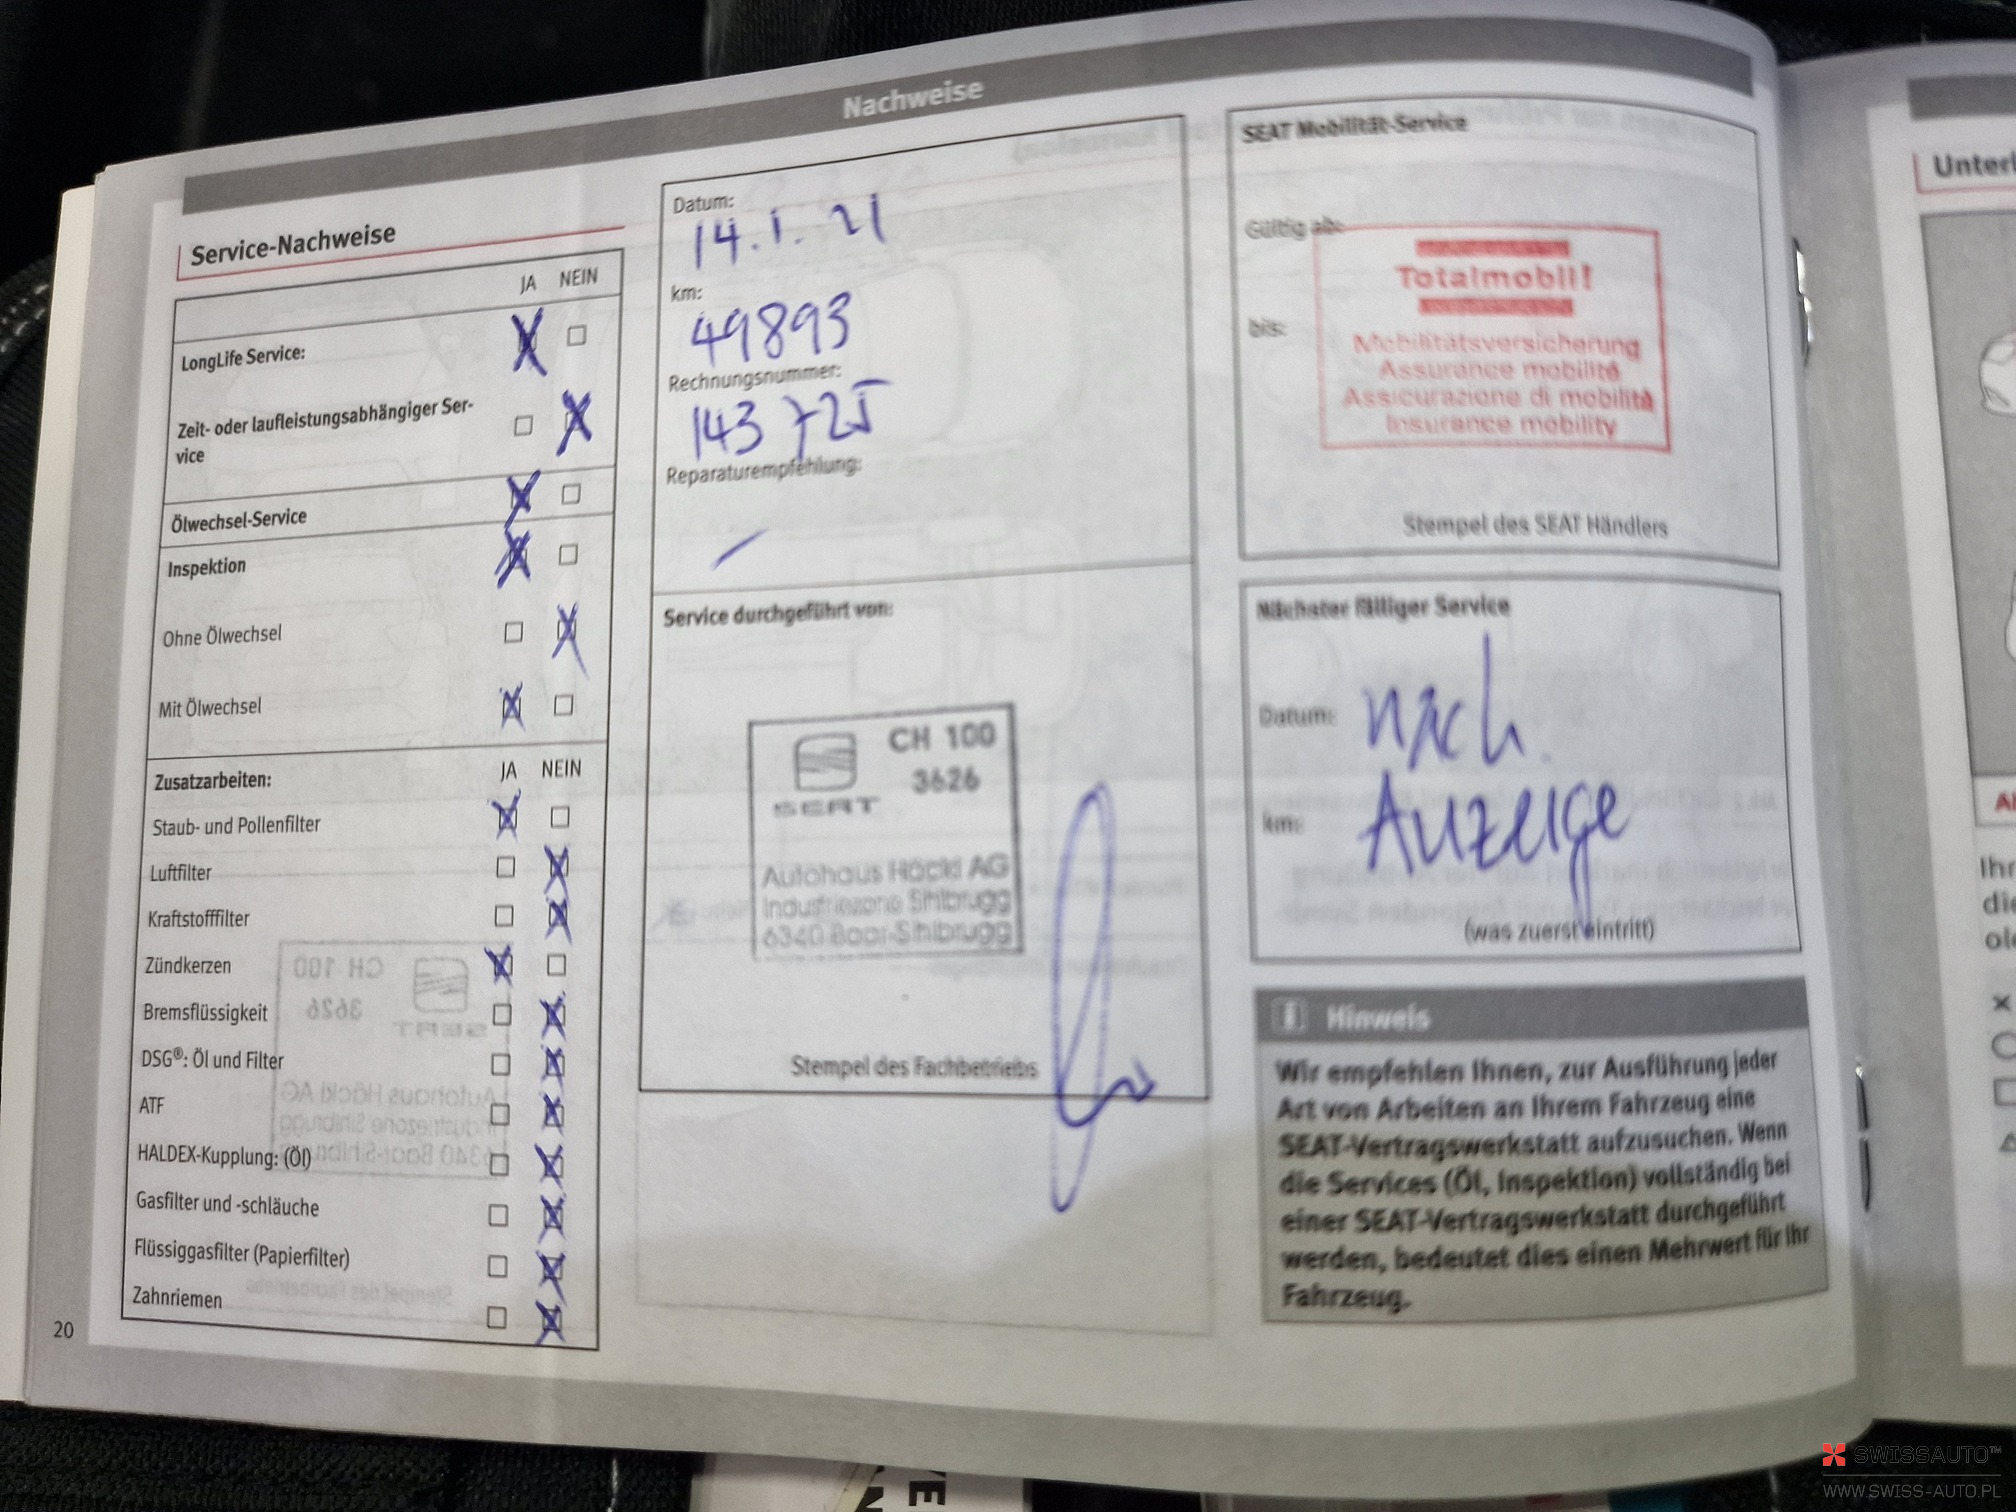 Nachweise
Service-Nachweise
JA NEIN
LongLife Service:
Zeit- oder laufleistungsabhängiger Ser-
vice
Ölwechsel-Service
Inspektion
Ohne Ölwechsel
Mit Ölwechsel
Zusatzarbeiten: JA NEIN
Staub- und Pollenfilter
Luftfilter
Kraftstofffilter
Zündkerzen
Bremsflüssigkeit
DSG®: Öl und Filter
ATF
HALDEX-Kupplung: (Öl)
Gasfilter und -schläuche
Flüssiggasfilter (Papierfilter)
Zahnriemen
20
Datum:
14.1.21
km:
49893
Rechnungsnummer:
143725
Reparaturempfehlung:
Service durchgeführt von:
CH 100
3626
SEAT
Autohaus Höckl AG
Industriezone Sihlbrugg
6340 Baar-Sihlbrugg
Stempel des Fachbetriebs
SEAT Mobilität-Service
Gültig ab:
bis:
Totalmobil!
Mobilitätsversicherung
Assurance mobilité
Assicurazione di mobilità
Insurance mobility
Stempel des SEAT Händlers
Nächster fälliger Service
Datum: nach
km: Anzeige
(was zuerst eintritt)
Hinweis
Wir empfehlen Ihnen, zur Ausführung jeder
Art von Arbeiten an Ihrem Fahrzeug eine
SEAT-Vertragswerkstatt aufzusuchen. Wenn
die Services (Öl, Inspektion) vollständig bei
einer SEAT-Vertragswerkstatt durchgeführt
werden, bedeutet dies einen Mehrwert für Ihr
Fahrzeug.
SWISSAUTO™
WWW.SWISS-AUTO.PL